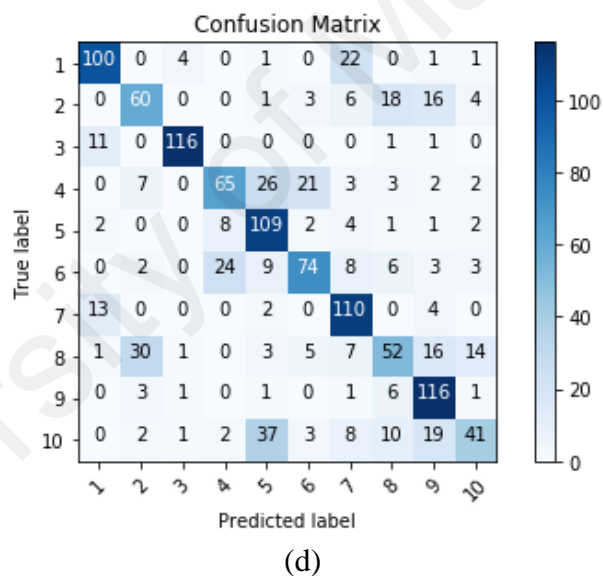 Confusion Matrix
1 100 0 4 0 1 0 22 0 1 1
2 0 60 0 0 1 3 6 18 16 4
3 11 0 116 0 0 0 0 1 1 0
4 0 7 0 65 26 21 3 3 2 2
5 2 0 0 8 109 2 4 1 1 2
6 0 2 0 24 9 74 8 6 3 3
7 13 0 0 0 2 0 110 0 4 0
8 1 30 1 0 3 5 7 52 16 14
9 0 3 1 0 1 0 1 6 116 1
10 0 2 1 2 37 3 8 10 19 41
1 2 3 4 5 6 7 8 9 10
True label
Predicted label
100
80
60
40
20
0
(d)